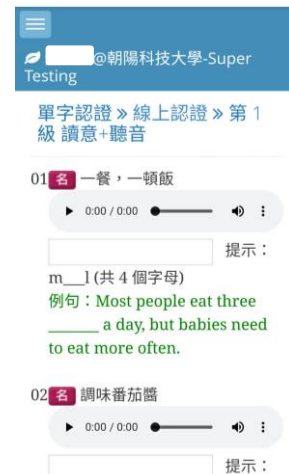 @朝陽科技大學-Super
Testing
單字認證 » 線上認證 » 第 1
級 讀意+聽音
01 名 一餐，一頓飯
0:00 / 0:00
提示：
m___l (共 4 個字母)
例句：Most people eat three
_______ a day, but babies need
to eat more often.
02 名 調味番茄醬
0:00 / 0:00
提示：